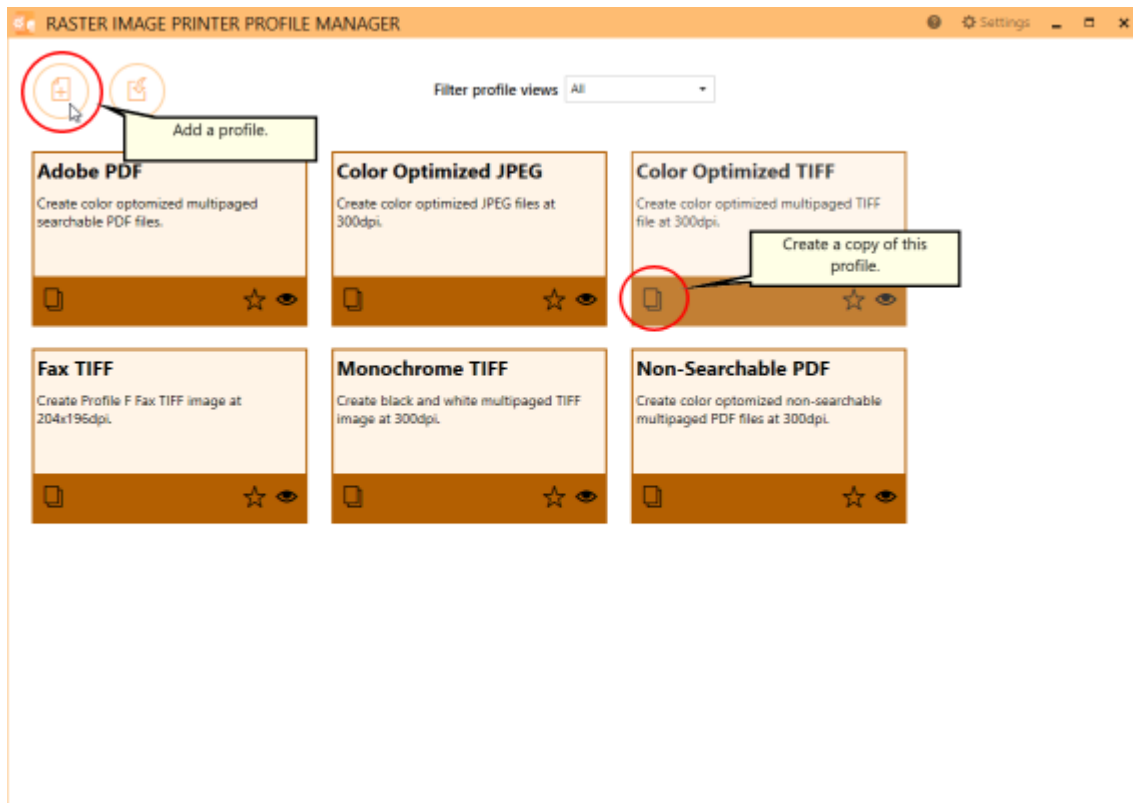 RASTER IMAGE PRINTER PROFILE MANAGER
Settings
Filter profile views All
Add a profile.
Adobe PDF
Create color optomized multipaged
searchable PDF files.
Color Optimized JPEG
Create color optimized JPEG files at
300dpi.
Color Optimized TIFF
Create color optimized multipaged TIFF
file at 300dpi.
Create a copy of this
profile.
Fax TIFF
Create Profile F Fax TIFF image at
204x196dpi.
Monochrome TIFF
Create black and white multipaged TIFF
image at 300dpi.
Non-Searchable PDF
Create color optomized non-searchable
multipaged PDF files at 300dpi.